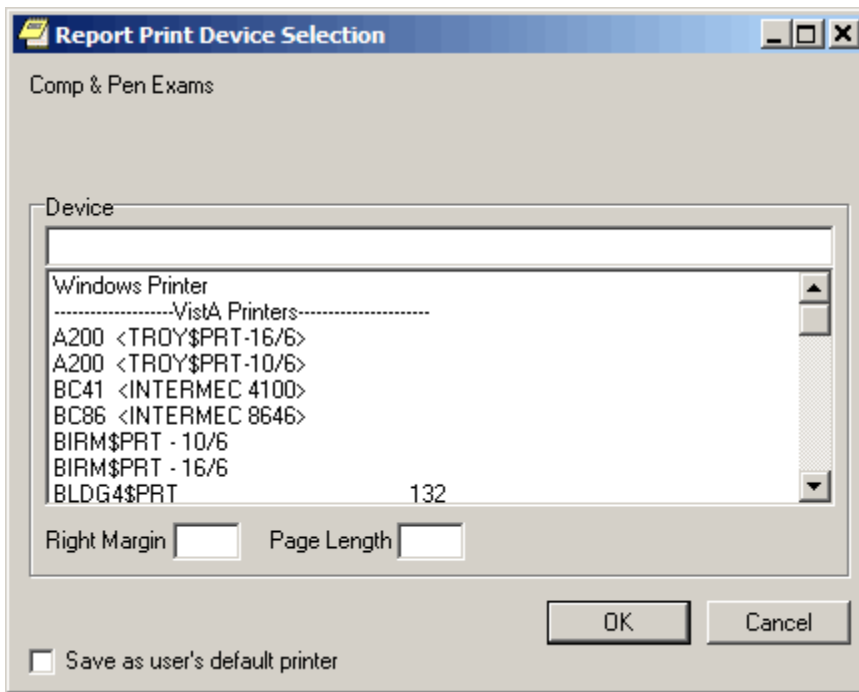 Report Print Device Selection
Comp & Pen Exams
Device
Windows Printer
--------------------VistA Printers----------------------
A200 <TROY$PRT-16/6>
A200 <TROY$PRT-10/6>
BC41 <INTERMEC 4100>
BC86 <INTERMEC 8646>
BIRM$PRT - 10/6
BIRM$PRT - 16/6
BLDG4$PRT 132
Right Margin Page Length
OK Cancel
Save as user's default printer